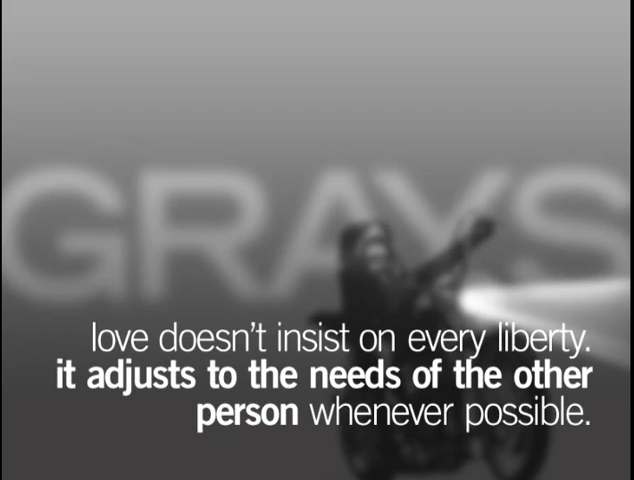 GRAYS
love doesn't insist on every liberty.
it adjusts to the needs of the other
person whenever possible.